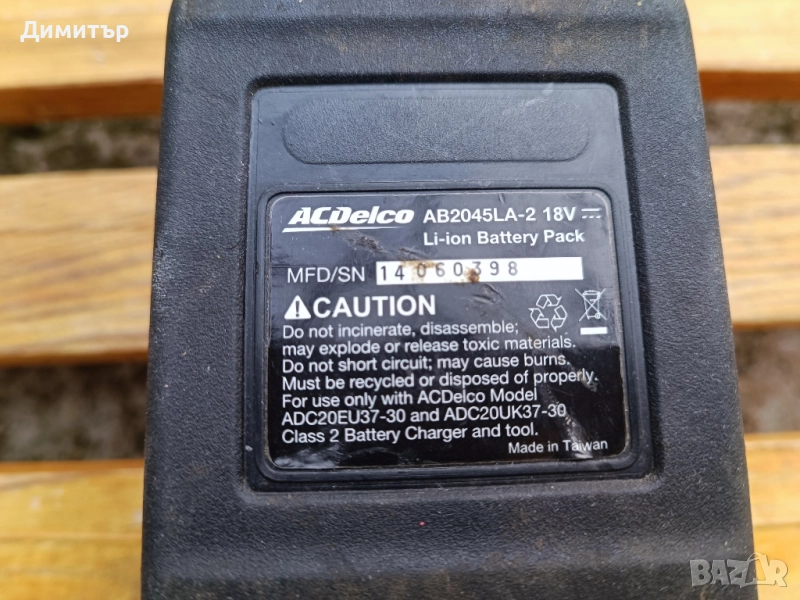 Димитър
ACDelco AB2045LA-2 18V
Li-ion Battery Pack
MFD/SN 14060398
CAUTION
Do not incinerate, disassemble;
may explode or release toxic materials.
Do not short circuit; may cause burns.
Must be recycled or disposed of properly.
For use only with ACDelco Model
ADC20EU37-30 and ADC20UK37-30
Class 2 Battery Charger and tool.
Made in Taiwan
BAZAR